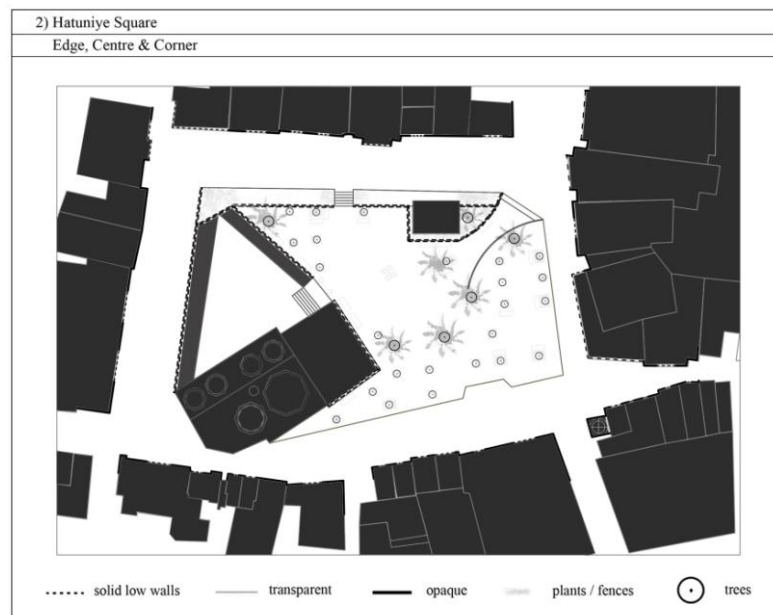 2) Hatuniye Square
Edge, Centre & Corner
solid low walls transparent opaque plants / fences trees